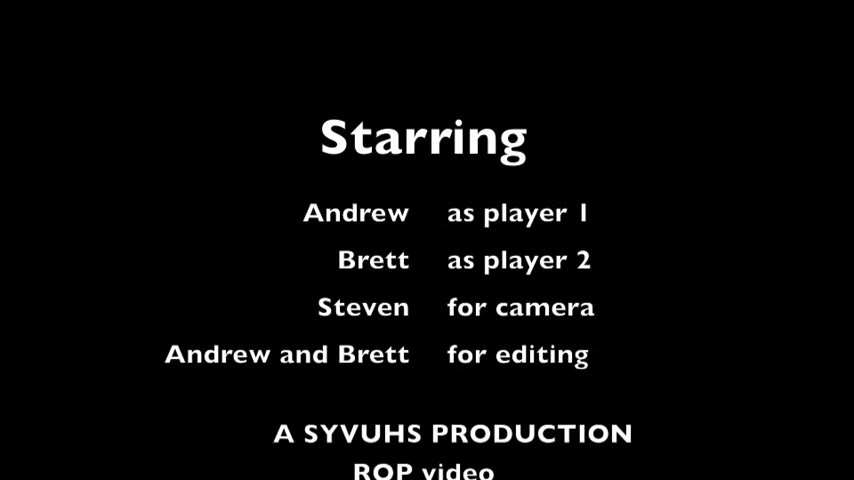 Starring
Andrew as player 1
Brett as player 2
Steven for camera
Andrew and Brett for editing
A SYVUHS PRODUCTION
ROP video